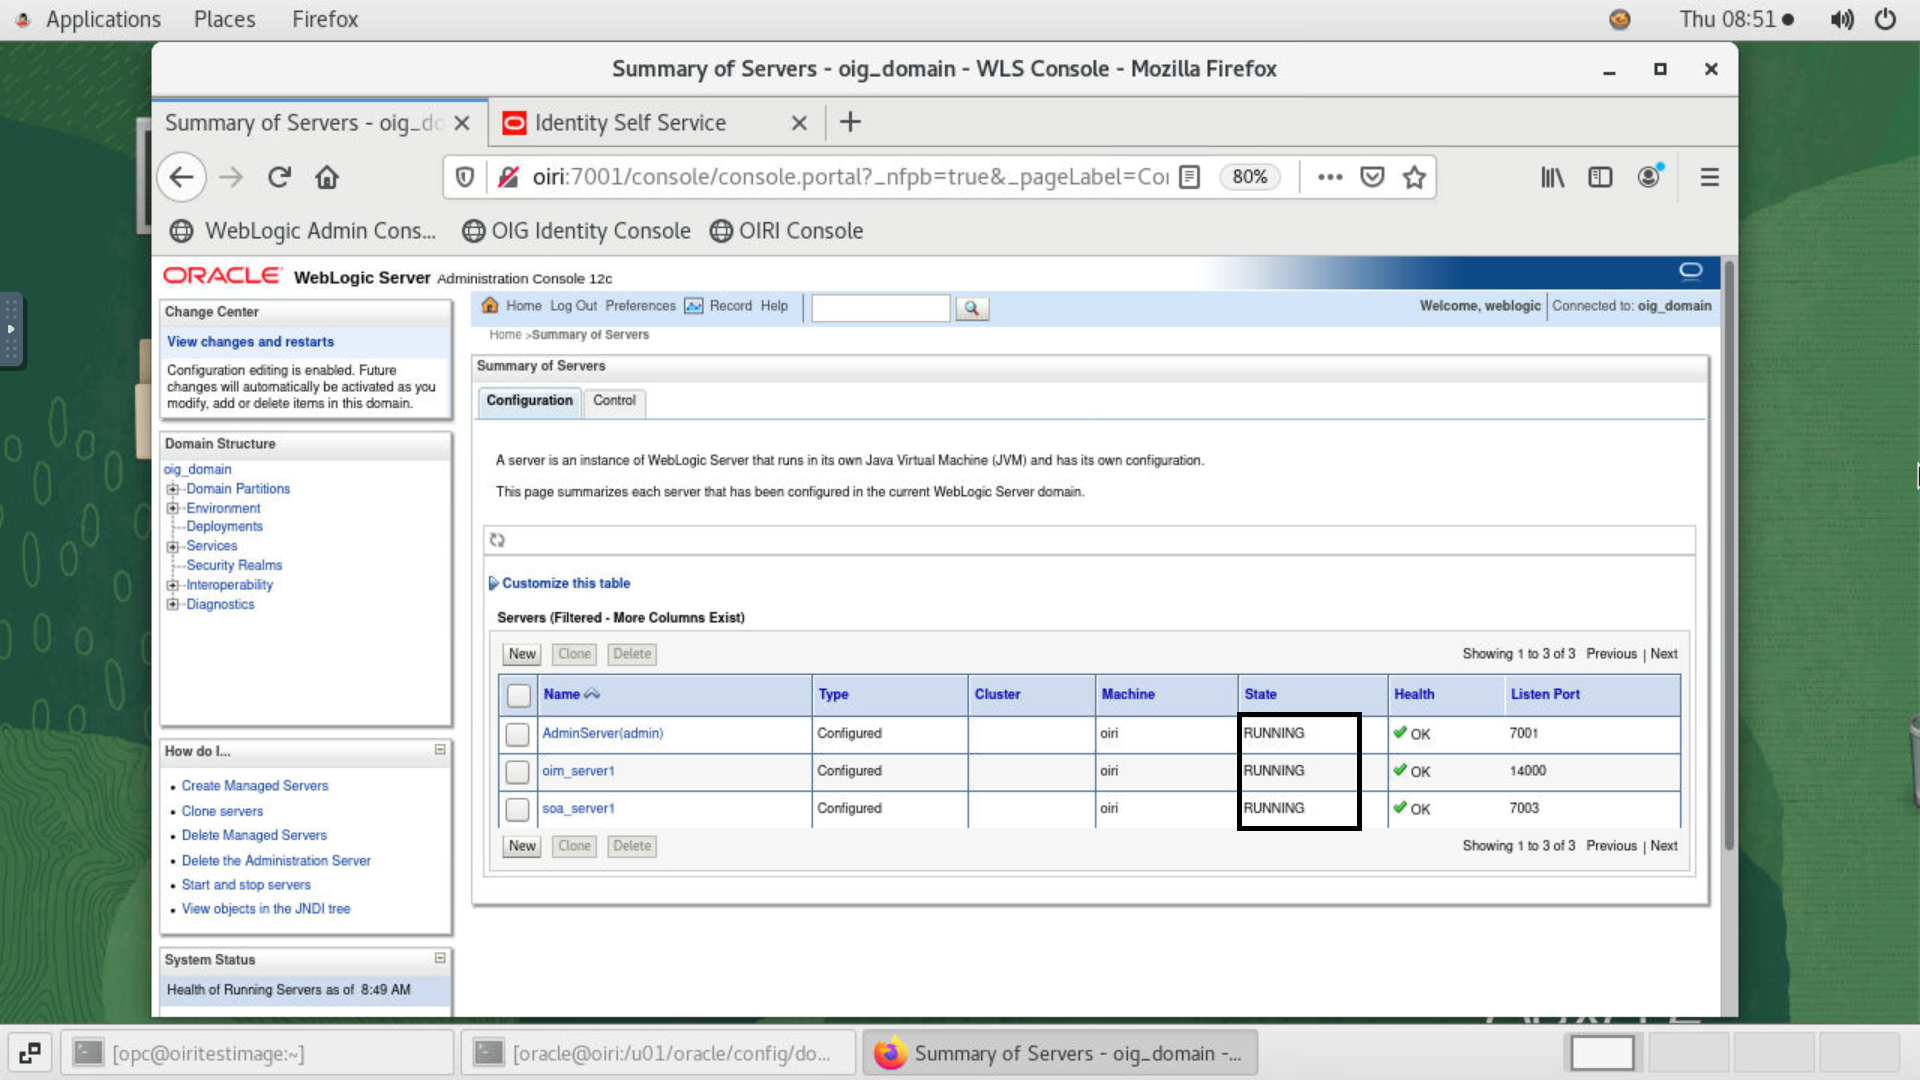 Applications Places Firefox Thu 08:51
Summary of Servers - oig_domain - WLS Console - Mozilla Firefox
Summary of Servers - oig_do Identity Self Service
oiri:7001/console/console.portal?_nfpb=true&_pageLabel=Co 80%
WebLogic Admin Cons... OIG Identity Console OIRI Console
ORACLE WebLogic Server Administration Console 12c
Change Center
View changes and restarts
Configuration editing is enabled. Future
changes will automatically be activated as you
modify, add or delete items in this domain.
Domain Structure
oig_domain
Domain Partitions
Environment
Deployments
Services
Security Realms
Interoperability
Diagnostics
How do I...
Create Managed Servers
Clone servers
Delete Managed Servers
Delete the Administration Server
Start and stop servers
View objects in the JNDI tree
System Status
Health of Running Servers as of 8:49 AM
Home Log Out Preferences Record Help
Welcome, weblogic Connected to: oig_domain
Home >Summary of Servers
Summary of Servers
Configuration Control
A server is an instance of WebLogic Server that runs in its own Java Virtual Machine (JVM) and has its own configuration.
This page summarizes each server that has been configured in the current WebLogic Server domain.
Customize this table
Servers (Filtered - More Columns Exist)
New Clone Delete Showing 1 to 3 of 3 Previous | Next
Name Type Cluster Machine State Health Listen Port
AdminServer(admin) Configured oiri RUNNING OK 7001
oim_server1 Configured oiri RUNNING OK 14000
soa_server1 Configured oiri RUNNING OK 7003
New Clone Delete Showing 1 to 3 of 3 Previous | Next
[opc@oiritestimage:~] [oracle@oiri:/u01/oracle/config/do... Summary of Servers - oig_domain -...